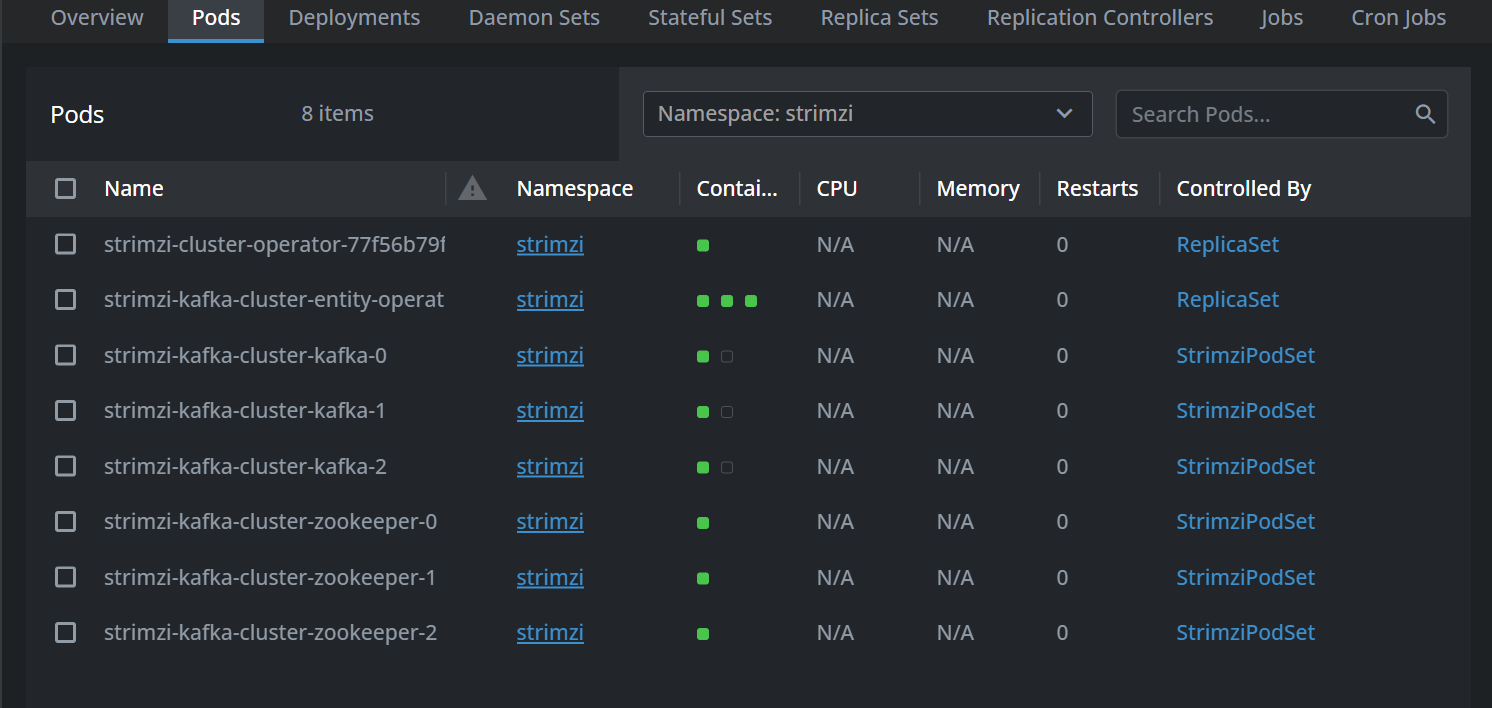 Overview Pods Deployments Daemon Sets Stateful Sets Replica Sets Replication Controllers Jobs Cron Jobs
Pods 8 items Namespace: strimzi Search Pods...
Name Namespace Contai... CPU Memory Restarts Controlled By
strimzi-cluster-operator-77f56b79f strimzi N/A N/A 0 ReplicaSet
strimzi-kafka-cluster-entity-operat strimzi N/A N/A 0 ReplicaSet
strimzi-kafka-cluster-kafka-0 strimzi N/A N/A 0 StrimziPodSet
strimzi-kafka-cluster-kafka-1 strimzi N/A N/A 0 StrimziPodSet
strimzi-kafka-cluster-kafka-2 strimzi N/A N/A 0 StrimziPodSet
strimzi-kafka-cluster-zookeeper-0 strimzi N/A N/A 0 StrimziPodSet
strimzi-kafka-cluster-zookeeper-1 strimzi N/A N/A 0 StrimziPodSet
strimzi-kafka-cluster-zookeeper-2 strimzi N/A N/A 0 StrimziPodSet